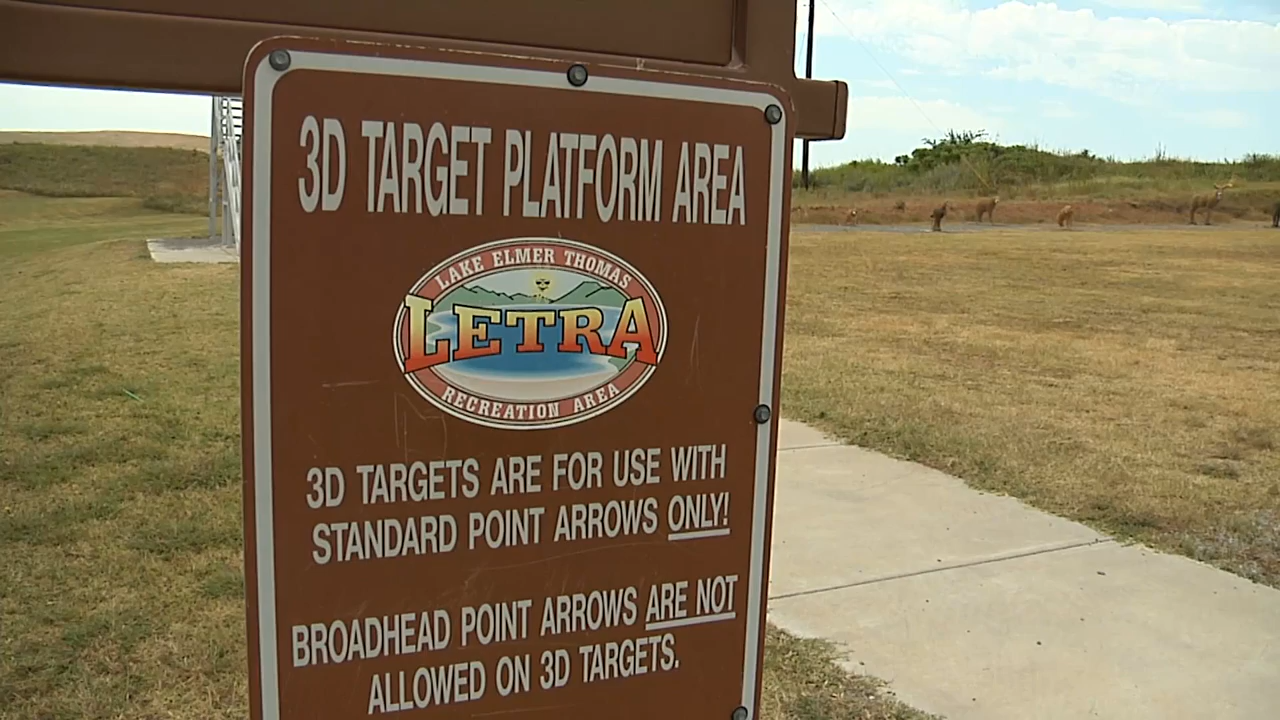 3D TARGET PLATFORM AREA
LAKE ELMER THOMAS
LETRA
RECREATION AREA
3D TARGETS ARE FOR USE WITH
STANDARD POINT ARROWS ONLY!
BROADHEAD POINT ARROWS ARE NOT
ALLOWED ON 3D TARGETS.